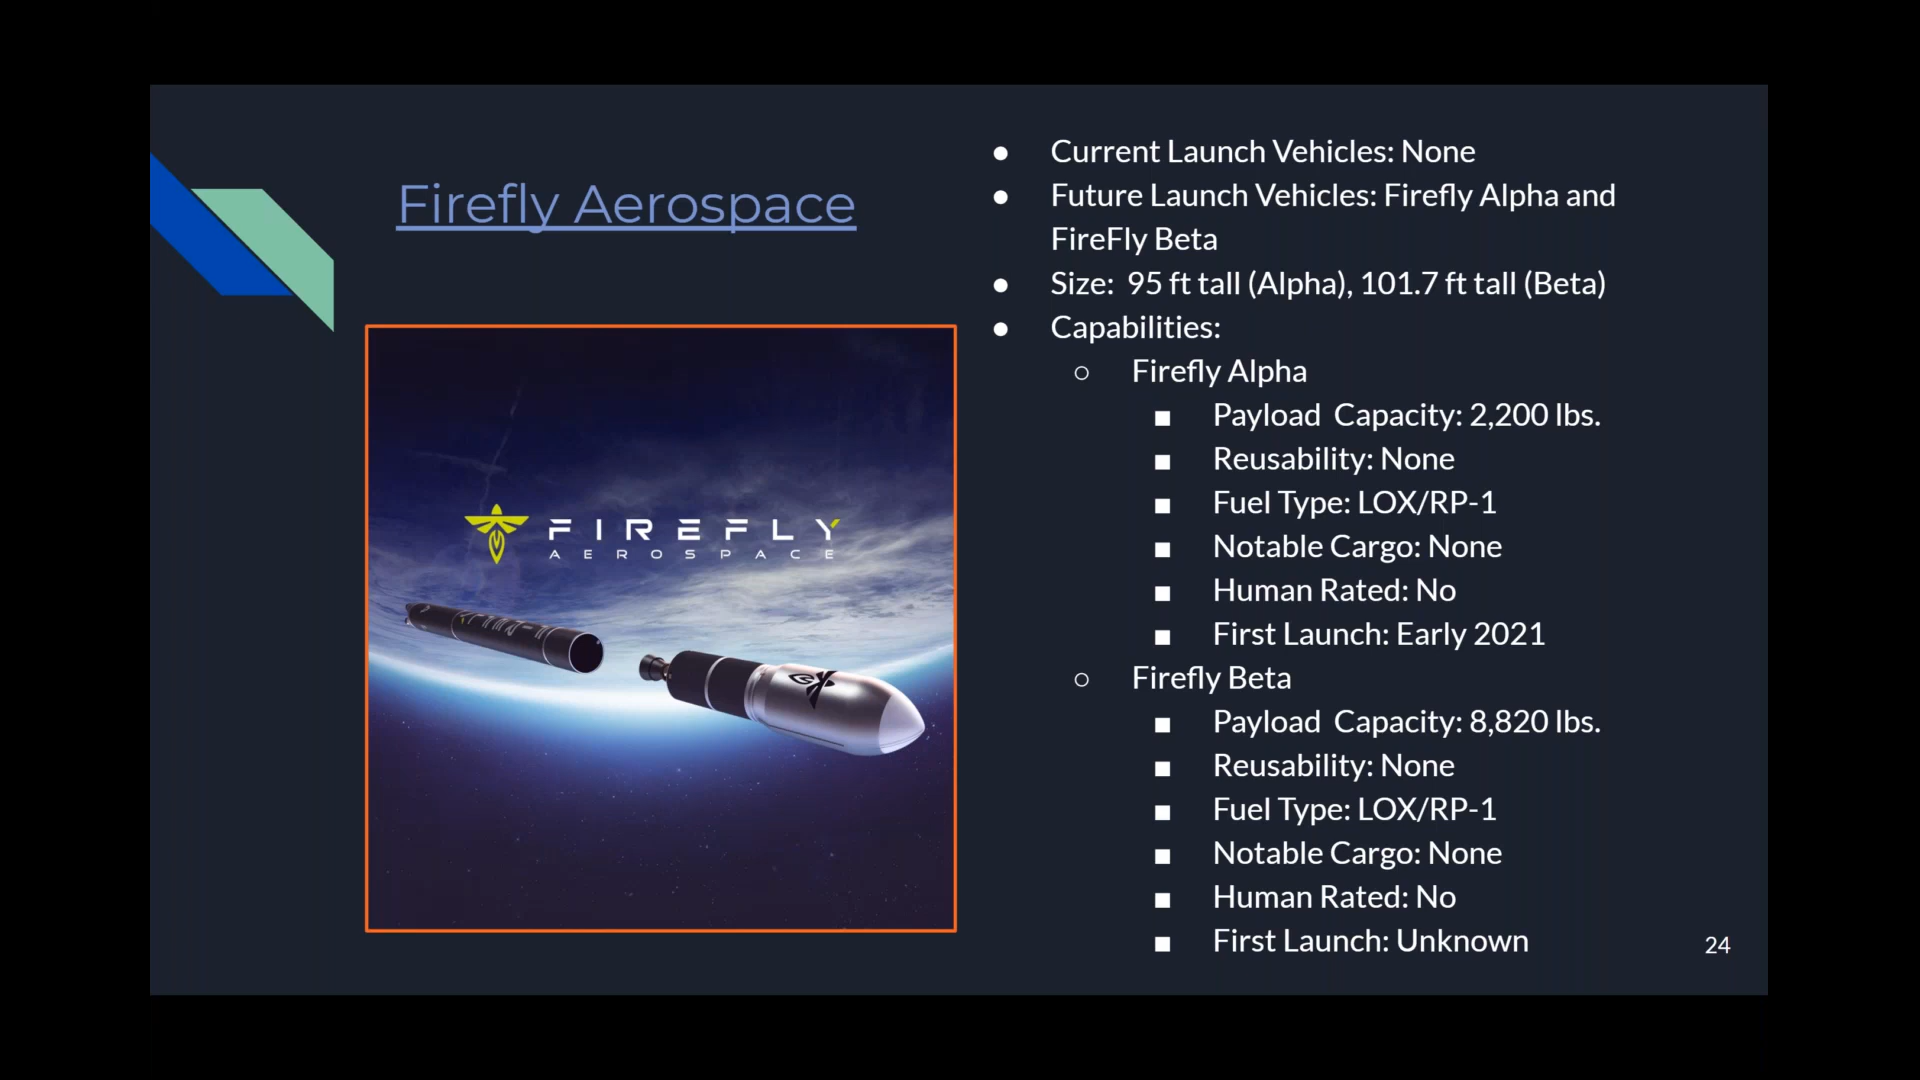 Firefly Aerospace
FIREFLY
AEROSPACE
● Current Launch Vehicles: None
● Future Launch Vehicles: Firefly Alpha and
FireFly Beta
● Size:  95 ft tall (Alpha), 101.7 ft tall (Beta)
● Capabilities:
○ Firefly Alpha
■ Payload  Capacity: 2,200 lbs.
■ Reusability: None
■ Fuel Type: LOX/RP-1
■ Notable Cargo: None
■ Human Rated: No
■ First Launch: Early 2021
○ Firefly Beta
■ Payload  Capacity: 8,820 lbs.
■ Reusability: None
■ Fuel Type: LOX/RP-1
■ Notable Cargo: None
■ Human Rated: No
■ First Launch: Unknown
24